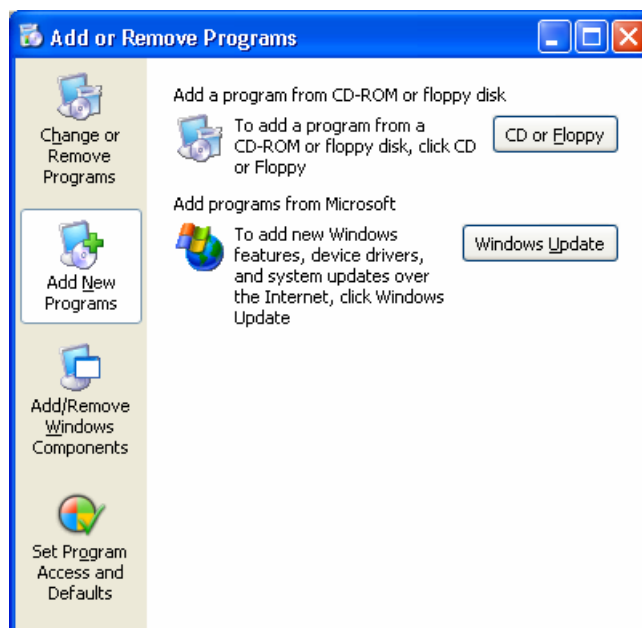 Add or Remove Programs
Change or
Remove
Programs
Add New
Programs
Add/Remove
Windows
Components
Set Program
Access and
Defaults
Add a program from CD-ROM or floppy disk
To add a program from a
CD-ROM or floppy disk, click CD
or Floppy
CD or Floppy
Add programs from Microsoft
To add new Windows
features, device drivers,
and system updates over
the Internet, click Windows
Update
Windows Update